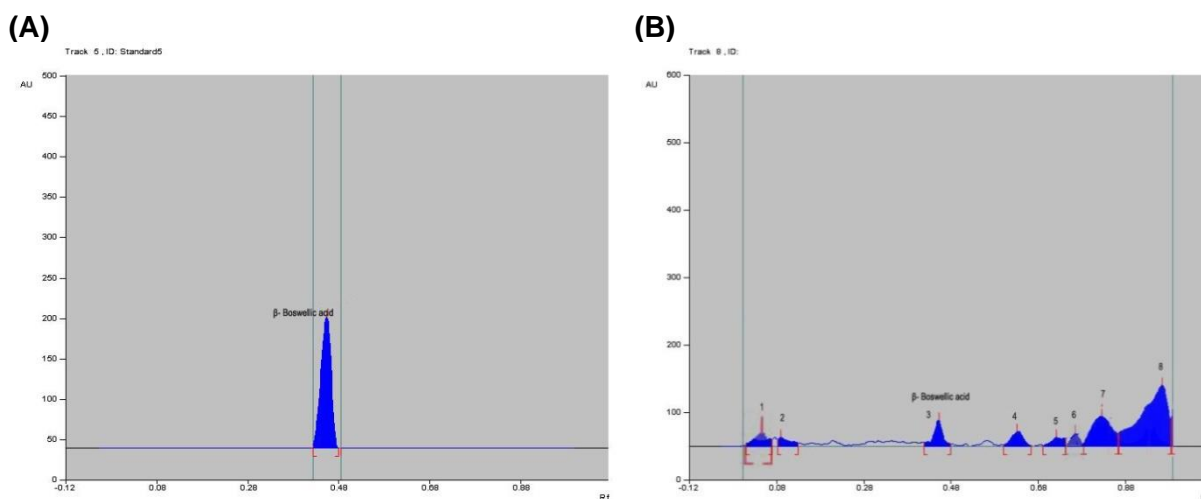 (A)
Track 5 , ID: Standard5
AU
500
450
400
350
300
250
200
150
100
50
0
β- Boswellic acid
-0.12 0.08 0.28 0.48 0.68 0.88
Rf
(B)
Track 8 , ID:
AU
600
500
400
300
200
100
0
β- Boswellic acid
1 2 3 4 5 6 7 8
-0.12 0.08 0.28 0.48 0.68 0.88